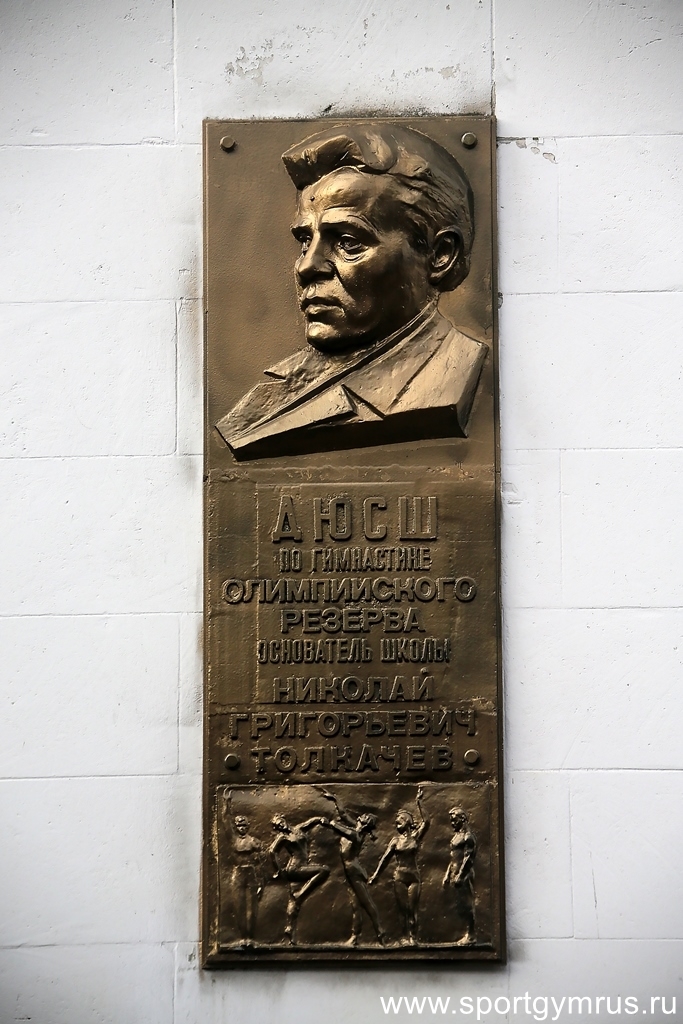 ДЮСШ
ПО ГИМНАСТИКЕ
ОЛИМПИЙСКОГО
РЕЗЕРВА
ОСНОВАТЕЛЬ ШКОЛЫ
НИКОЛАЙ
ГРИГОРЬЕВИЧ
ТОЛКАЧЕВ
www.sportgymrus.ru